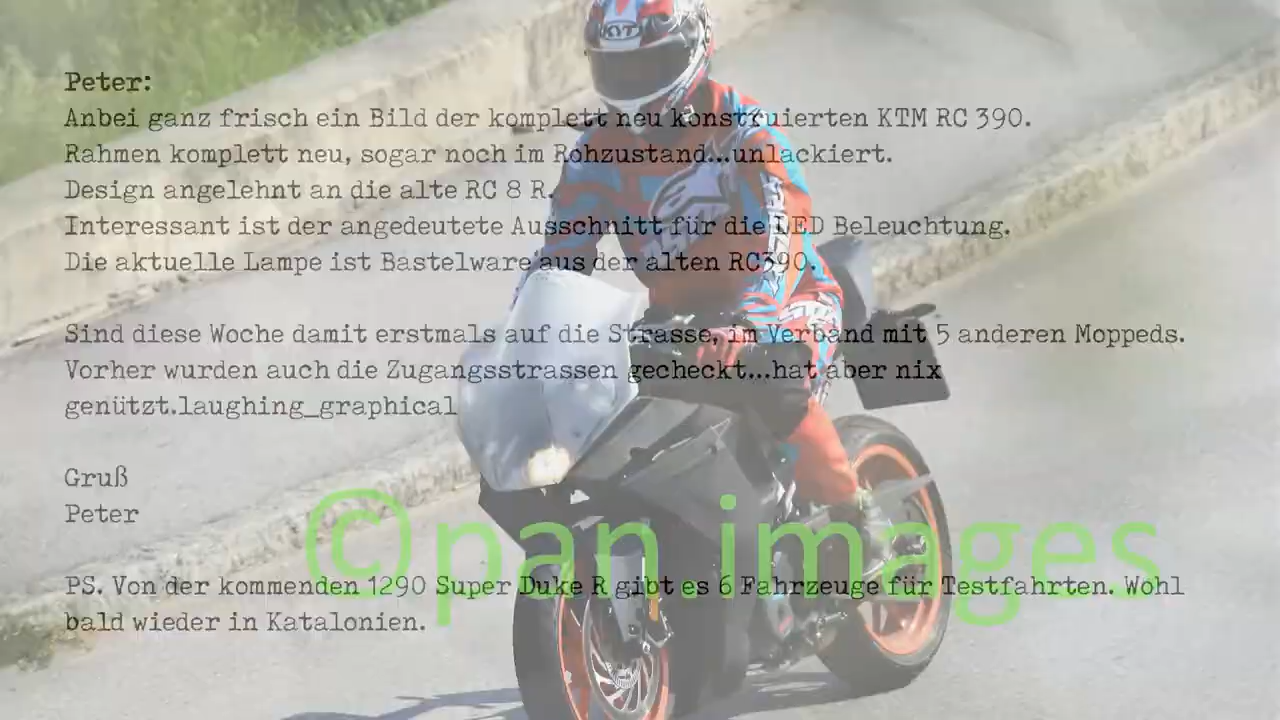 KYT
Peter:
Anbei ganz frisch ein Bild der komplett neu konstruierten KTM RC 390.
Rahmen komplett neu, sogar noch im Rohzustand...unlackiert.
Design angelehnt an die alte RC 8 R.
Interessant ist der angedeutete Ausschnitt für die LED Beleuchtung.
Die aktuelle Lampe ist Bastelware aus der alten RC390.
Sind diese Woche damit erstmals auf die Strasse, im Verband mit 5 anderen Moppeds.
Vorher wurden auch die Zugangsstrassen gecheckt...hat aber nix
genützt.laughing_graphical
Gruß
Peter
©pan.images
PS. Von der kommenden 1290 Super Duke R gibt es 6 Fahrzeuge für Testfahrten. Wohl
bald wieder in Katalonien.